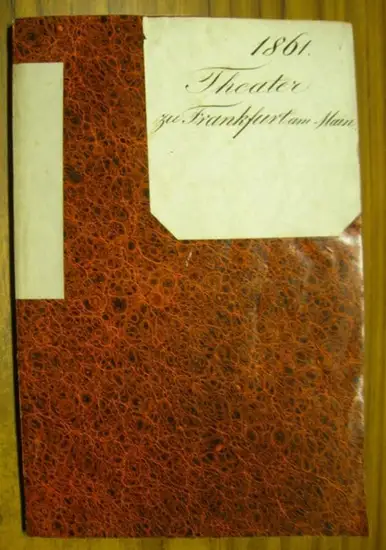 1861.
Theater
zu Frankfurt am Main